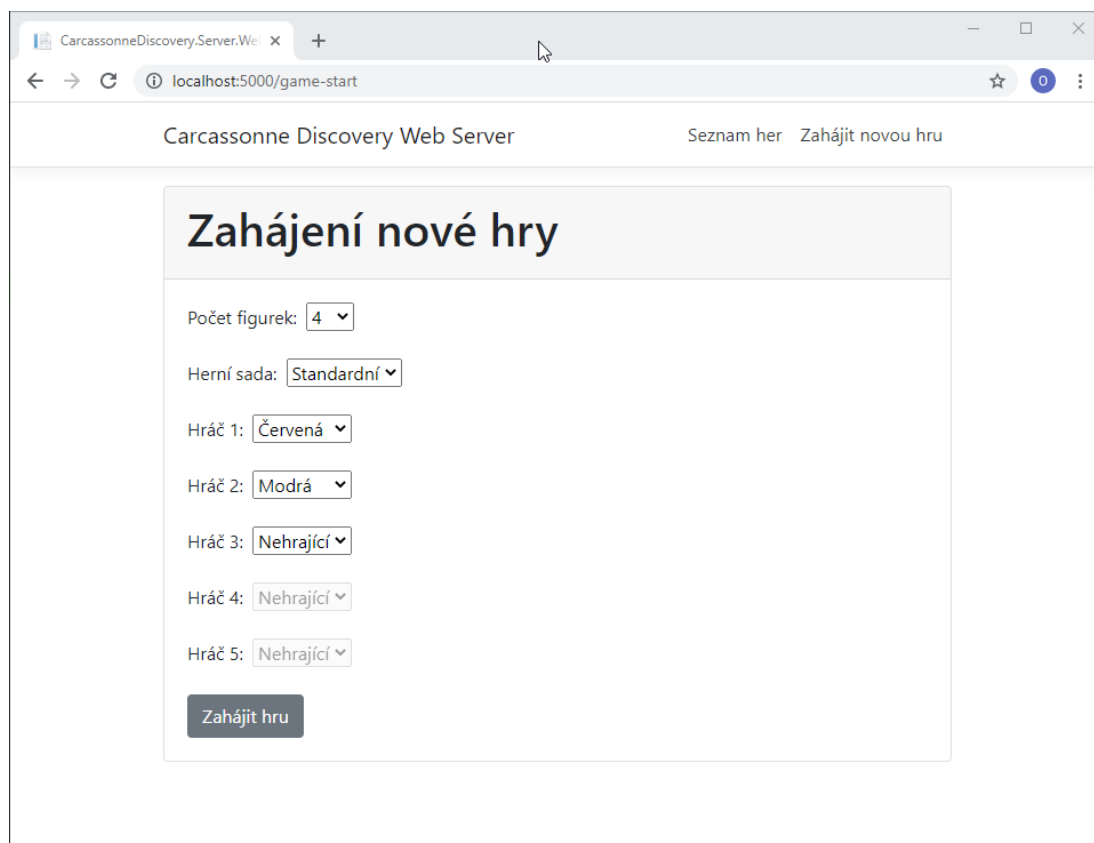 CarcassonneDiscovery.Server.We
localhost:5000/game-start
O
Carcassonne Discovery Web Server
Seznam her
Zahájit novou hru
Zahájení nové hry
Počet figurek: 4
Herní sada: Standardní
Hráč 1: Červená
Hráč 2: Modrá
Hráč 3: Nehrající
Hráč 4: Nehrající
Hráč 5: Nehrající
Zahájit hru